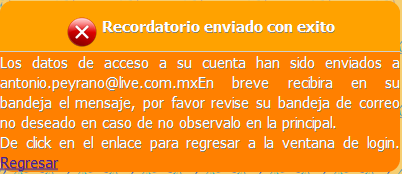 Recordatorio enviado con exito
Los datos de acceso a su cuenta han sido enviados a
antonio.peyrano@live.com.mxEn breve recibira en su
bandeja el mensaje, por favor revise su bandeja de correo
no deseado en caso de no observalo en la principal.
De click en el enlace para regresar a la ventana de login.
Regresar